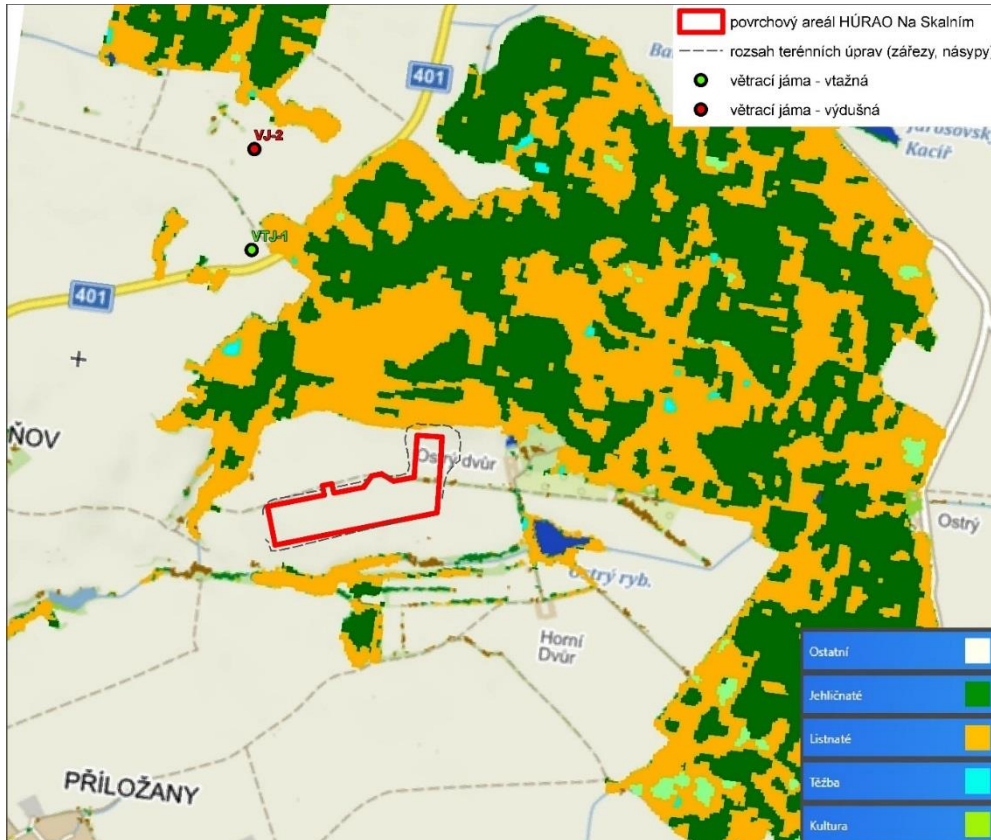 povrchový areál HÚRAO Na Skalním
rozsah terénních úprav (zářezy, násypy)
větrací jáma - vtažná
větrací jáma - výdušná
401
Kacíř
VJ-2
VTJ-1
401
ŇOV
Ostrý dvůr
Ostrý
Ostrý ryb.
Horní
Dvůr
PŘÍLOŽANY
Ostatní
Jehličnaté
Listnaté
Těžba
Kultura